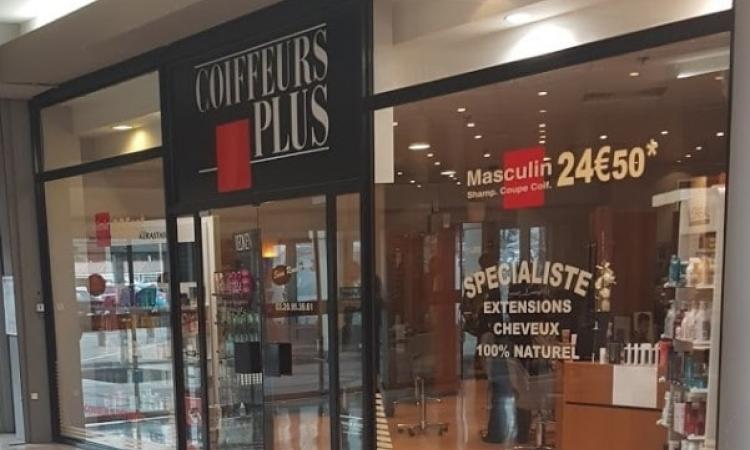 COIFFEURS
PLUS
Masculin 24€50*
Shamp. Coupe Coif.
SPECIALISTE
EXTENSIONS
CHEVEUX
100% NATUREL